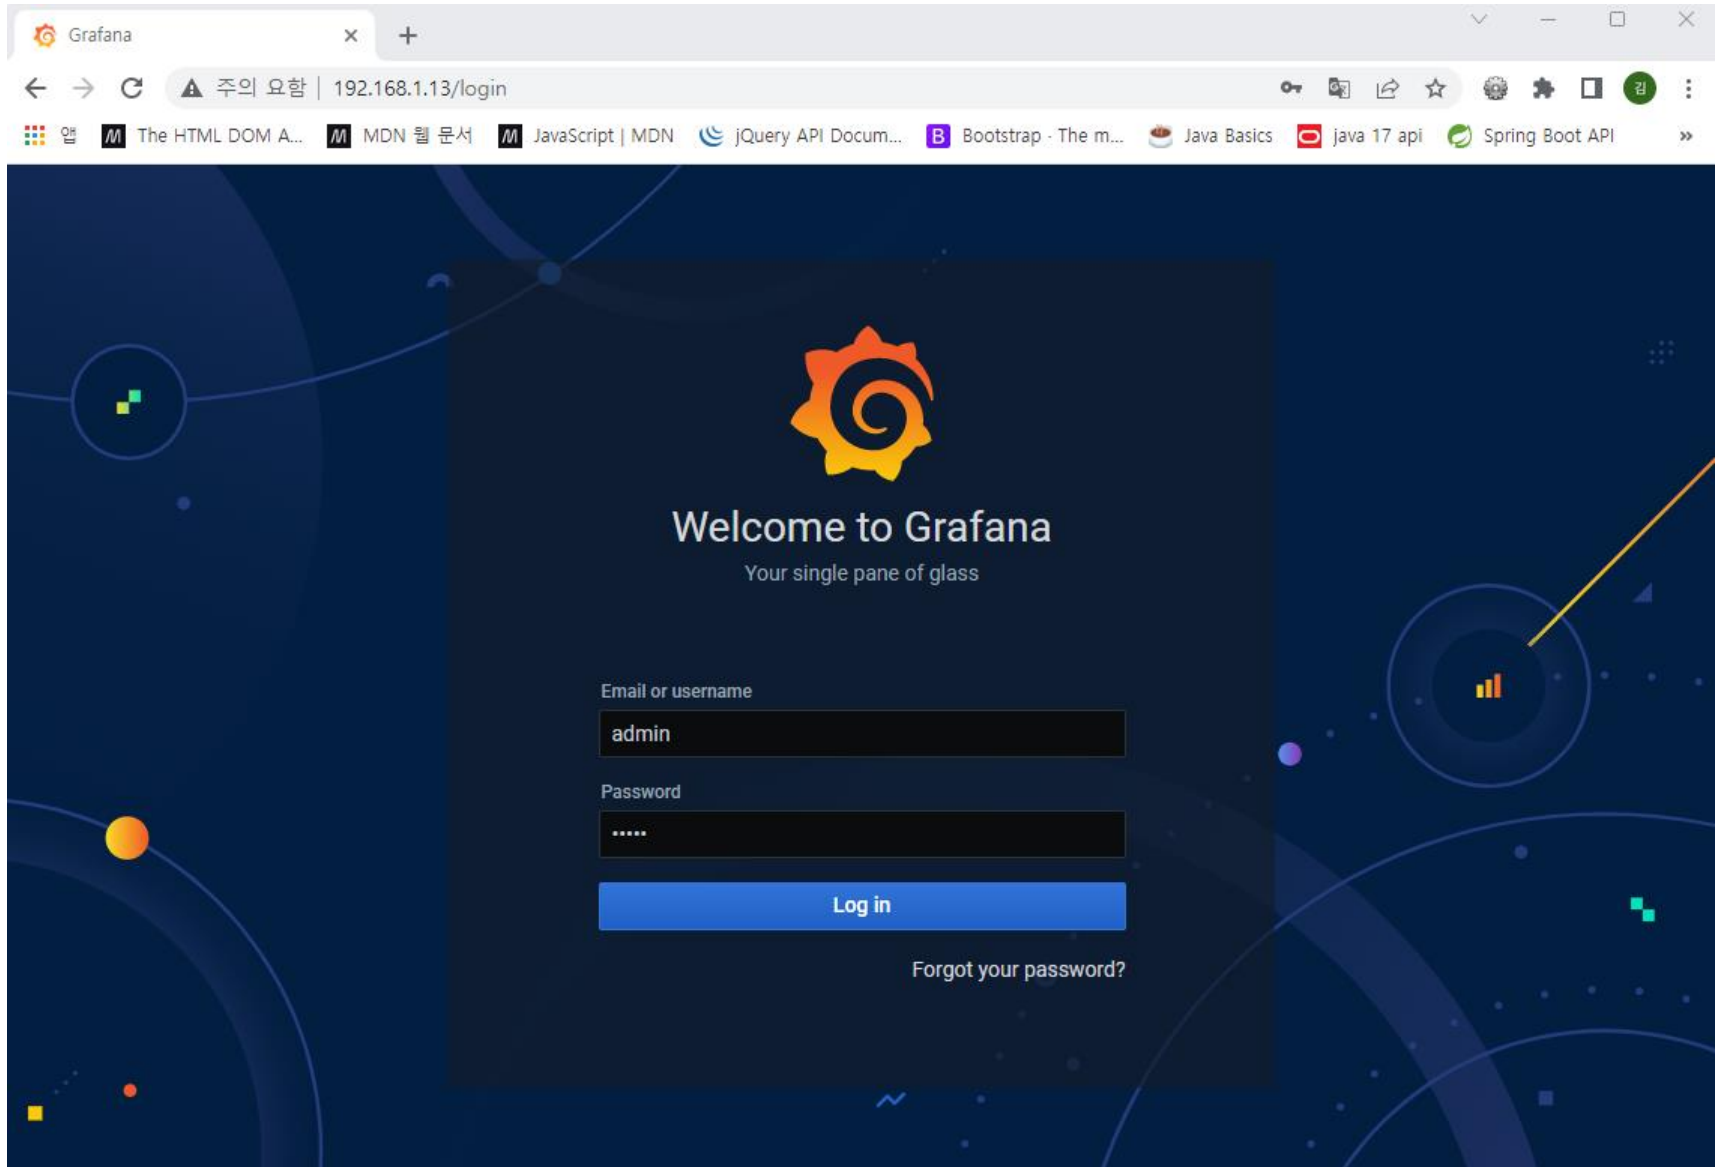 Grafana
주의 요함 192.168.1.13/login
김
앱 The HTML DOM A... MDN 웹 문서 JavaScript | MDN jQuery API Docum... B Bootstrap · The m... Java Basics java 17 api Spring Boot API »
Welcome to Grafana
Your single pane of glass
Email or username
admin
Password
•••••
Log in
Forgot your password?